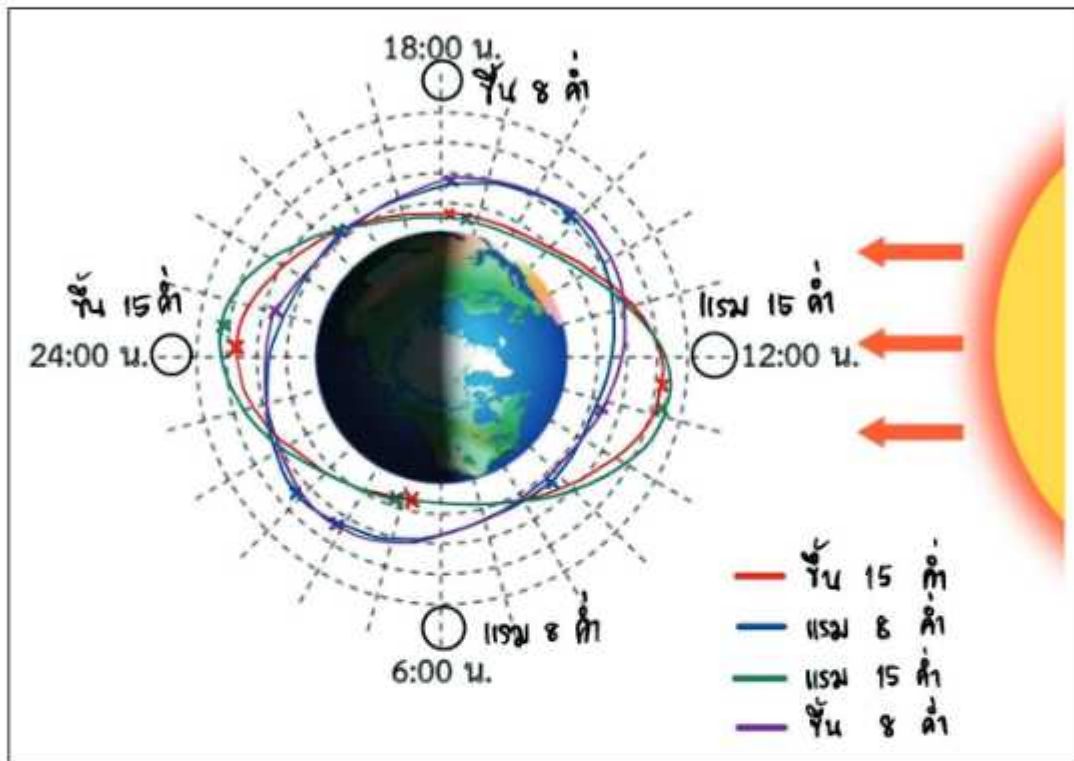 18:00 น.
ขึ้น 8 ค่ำ
ขึ้น 15 ค่ำ
24:00 น.
แรม 15 ค่ำ
12:00 น.
แรม 8 ค่ำ
6:00 น.
ขึ้น 15 ค่ำ
แรม 8 ค่ำ
แรม 15 ค่ำ
ขึ้น 8 ค่ำ